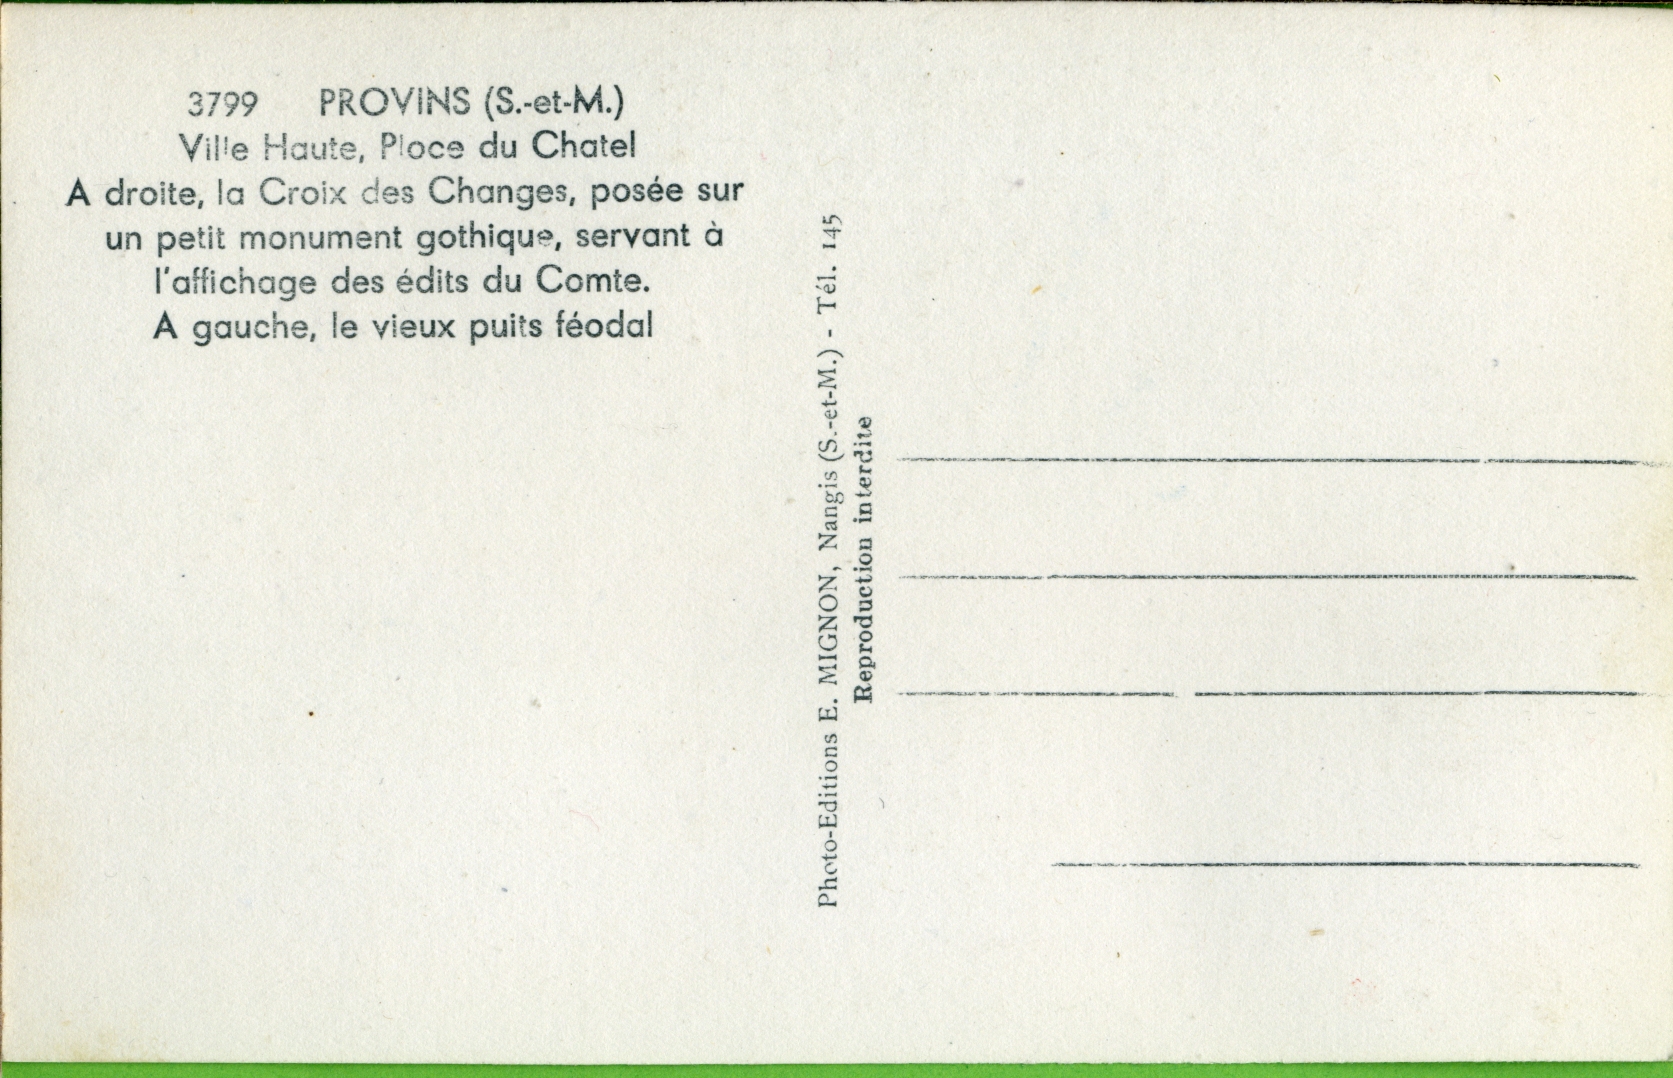 3799 PROVINS (S.-et-M.)
Ville Haute, Place du Chatel
A droite, la Croix des Changes, posée sur
un petit monument gothique, servant à
l'affichage des édits du Comte.
A gauche, le vieux puits féodal
Photo-Editions E. MIGNON, Nangis (S.-et-M.) - Tél. 145
Reproduction interdite